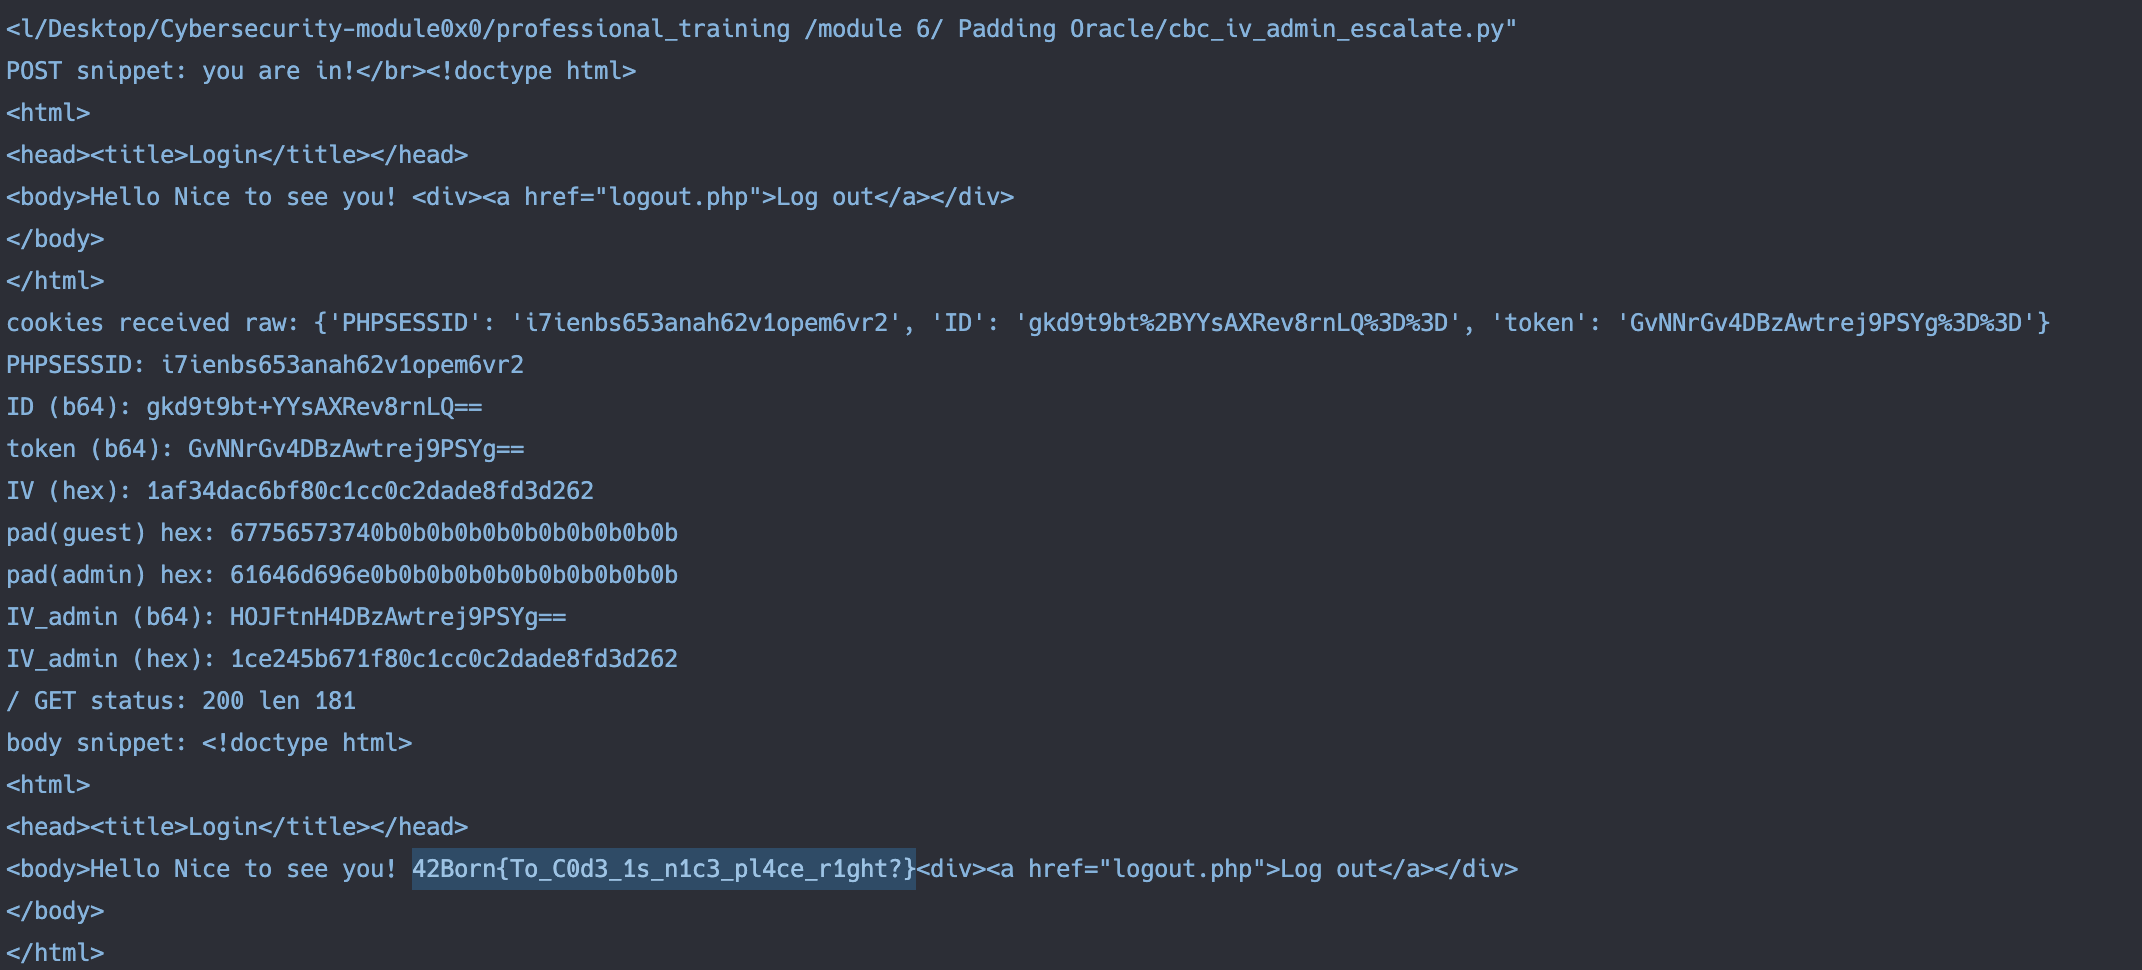 <l/Desktop/Cybersecurity-module0x0/professional_training /module 6/ Padding Oracle/cbc_iv_admin_escalate.py"
POST snippet: you are in!</br><!doctype html>
<html>
<head><title>Login</title></head>
<body>Hello Nice to see you! <div><a href="logout.php">Log out</a></div>
</body>
</html>
cookies received raw: {'PHPSESSID': 'i7ienbs653anah62v1opem6vr2', 'ID': 'gkd9t9bt%2BYYsAXRev8rnLQ%3D%3D', 'token': 'GvNNrGv4DBzAwtrej9PSYg%3D%3D'}
PHPSESSID: i7ienbs653anah62v1opem6vr2
ID (b64): gkd9t9bt+YYsAXRev8rnLQ==
token (b64): GvNNrGv4DBzAwtrej9PSYg==
IV (hex): 1af34dac6bf80c1cc0c2dade8fd3d262
pad(guest) hex: 67756573740b0b0b0b0b0b0b0b0b0b0b
pad(admin) hex: 61646d696e0b0b0b0b0b0b0b0b0b0b0b
IV_admin (b64): HOJFtnH4DBzAwtrej9PSYg==
IV_admin (hex): 1ce245b671f80c1cc0c2dade8fd3d262
/ GET status: 200 len 181
body snippet: <!doctype html>
<html>
<head><title>Login</title></head>
<body>Hello Nice to see you! 42Born{To_C0d3_1s_n1c3_pl4ce_r1ght?}<div><a href="logout.php">Log out</a></div>
</body>
</html>